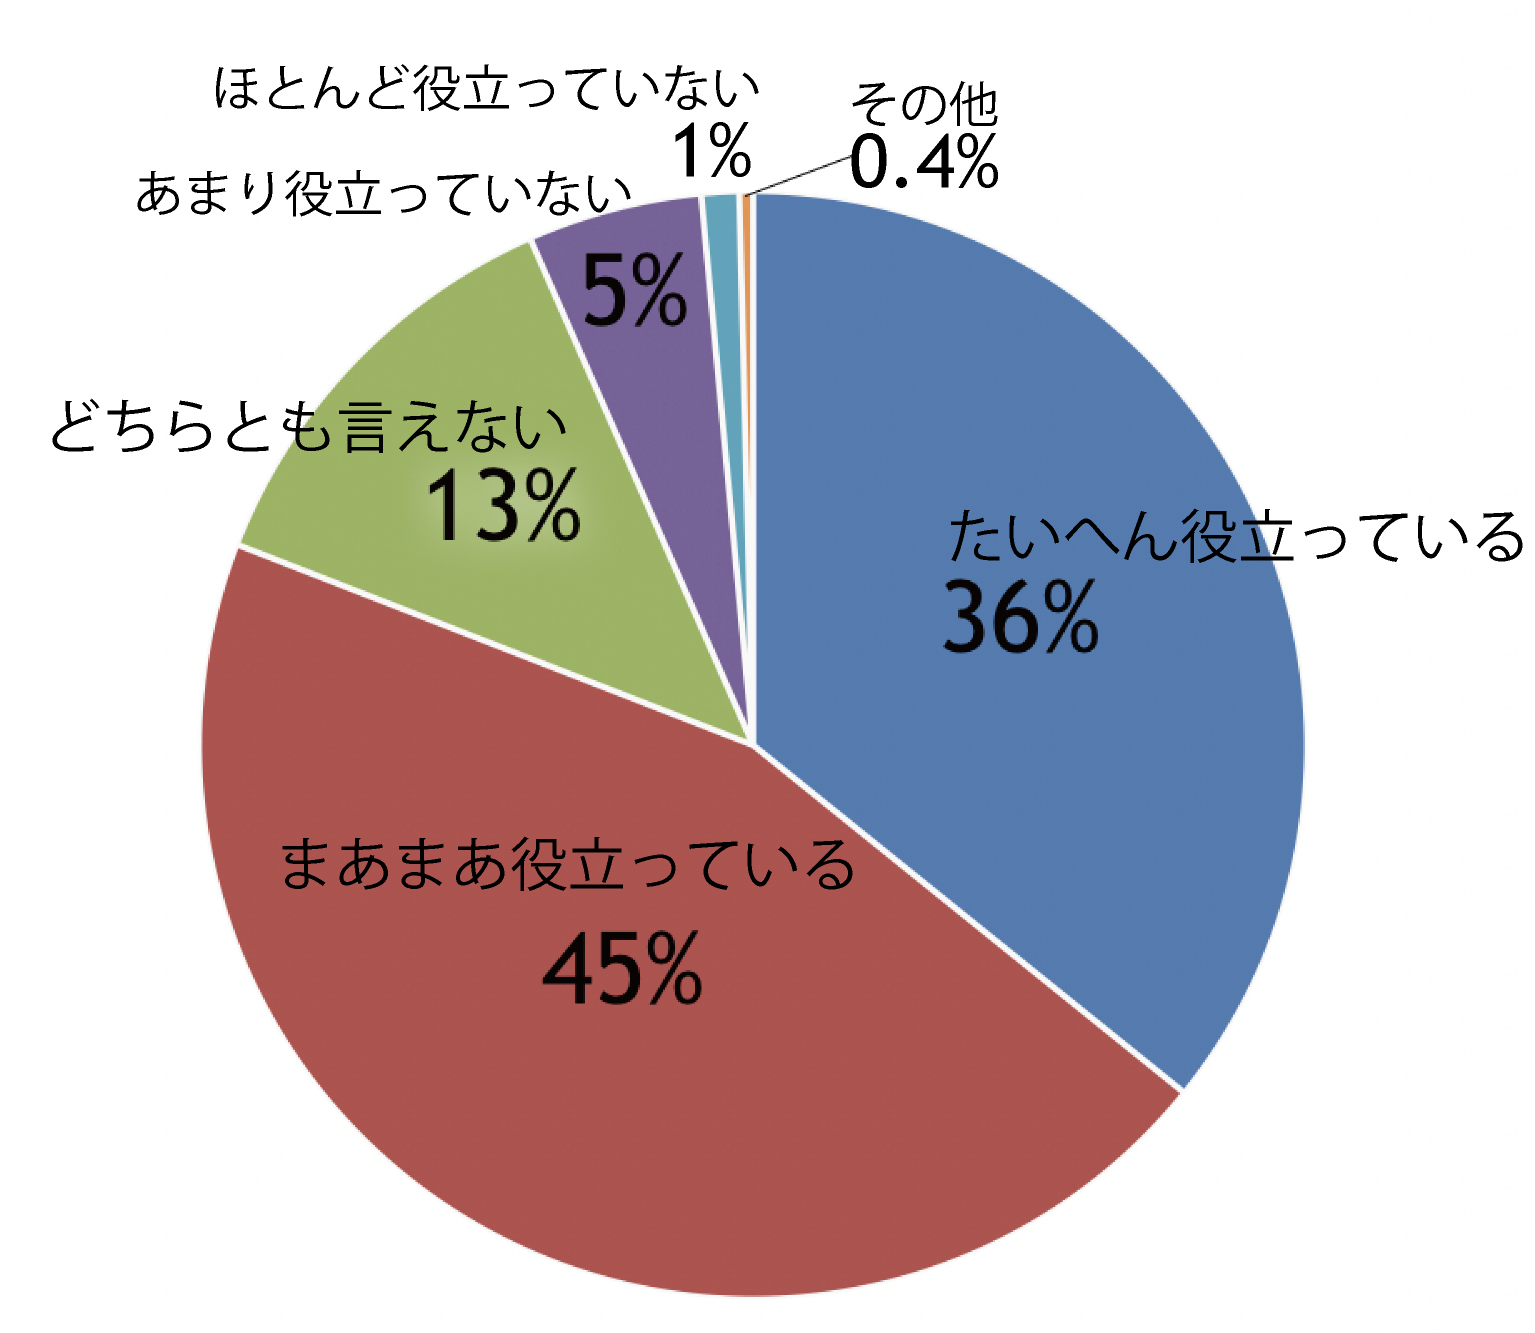 ほとんど役立っていない
1%
その他
0.4%
あまり役立っていない
5%
どちらとも言えない
13%
たいへん役立っている
36%
まあまあ役立っている
45%